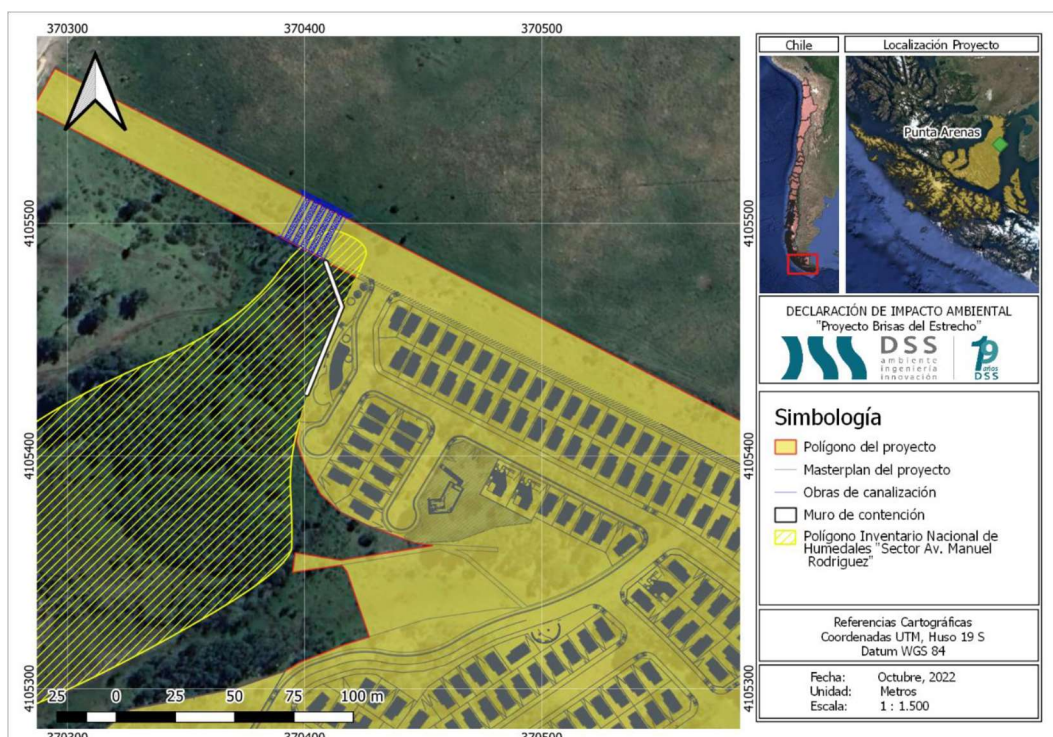 370300
370400
370500
4105500
4105400
4105300
4105500
4105400
4105300
25 0 25 50 75 100 m
370300
370400
370500
Chile
Localización Proyecto
Punta Arenas
DECLARACIÓN DE IMPACTO AMBIENTAL
"Proyecto Brisas del Estrecho"
DSS
ambiente
ingeniería
innovación
19
años
DSS
Simbología
Polígono del proyecto
Masterplan del proyecto
Obras de canalización
Muro de contención
Polígono Inventario Nacional de
Humedales "Sector Av. Manuel
Rodriguez"
Referencias Cartográficas
Coordenadas UTM, Huso 19 S
Datum WGS 84
Fecha: Octubre, 2022
Unidad: Metros
Escala: 1 : 1.500